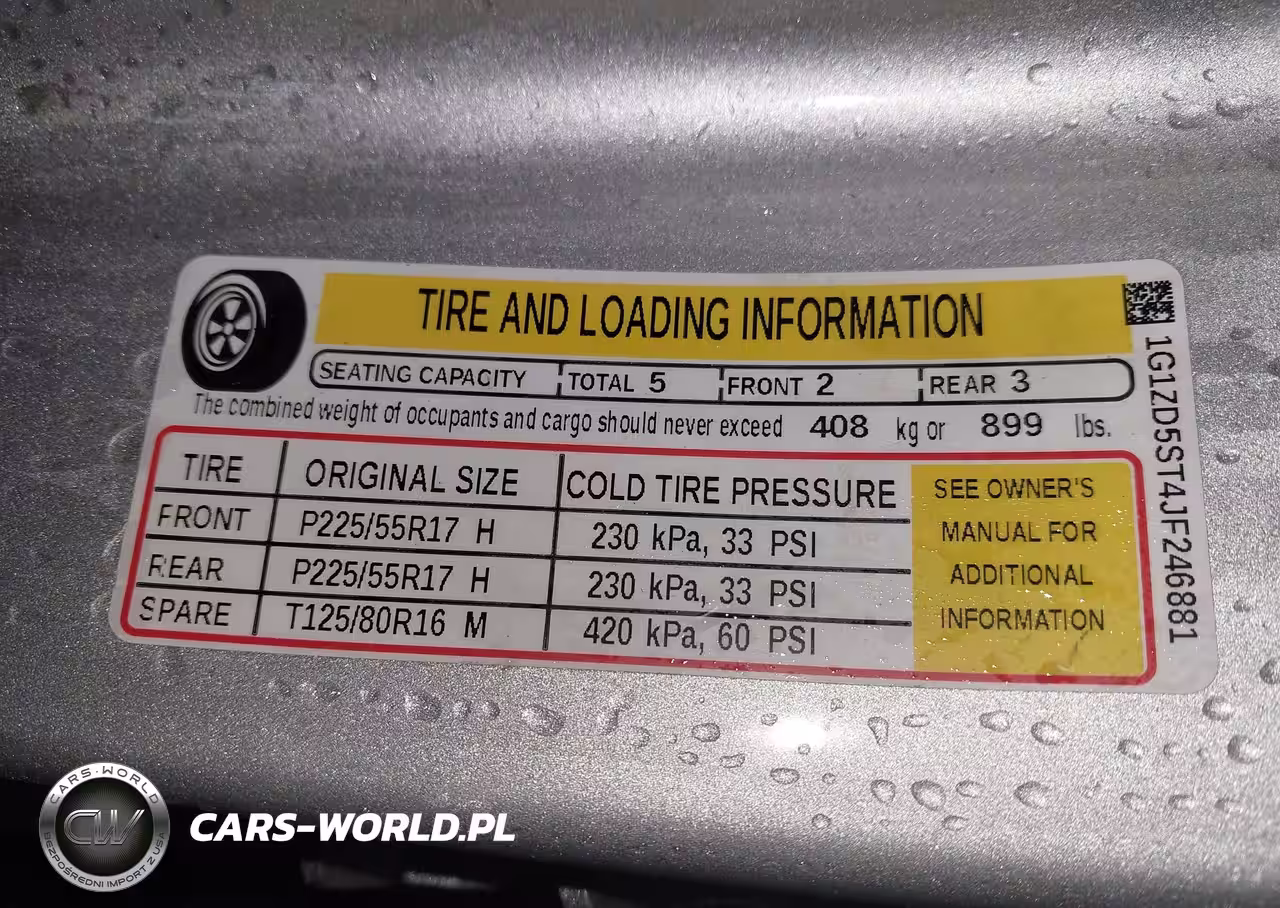 TIRE AND LOADING INFORMATION
SEATING CAPACITY TOTAL 5 FRONT 2 REAR 3
The combined weight of occupants and cargo should never exceed 408 kg or 899 lbs.
TIRE ORIGINAL SIZE COLD TIRE PRESSURE
FRONT P225/55R17 H 230 kPa, 33 PSI
REAR P225/55R17 H 230 kPa, 33 PSI
SPARE T125/80R16 M 420 kPa, 60 PSI
SEE OWNER'S
MANUAL FOR
ADDITIONAL
INFORMATION
1G1ZD5ST4JF246881
CARS-WORLD
CW
BEZPOŚREDNI IMPORT Z USA
CARS-WORLD.PL